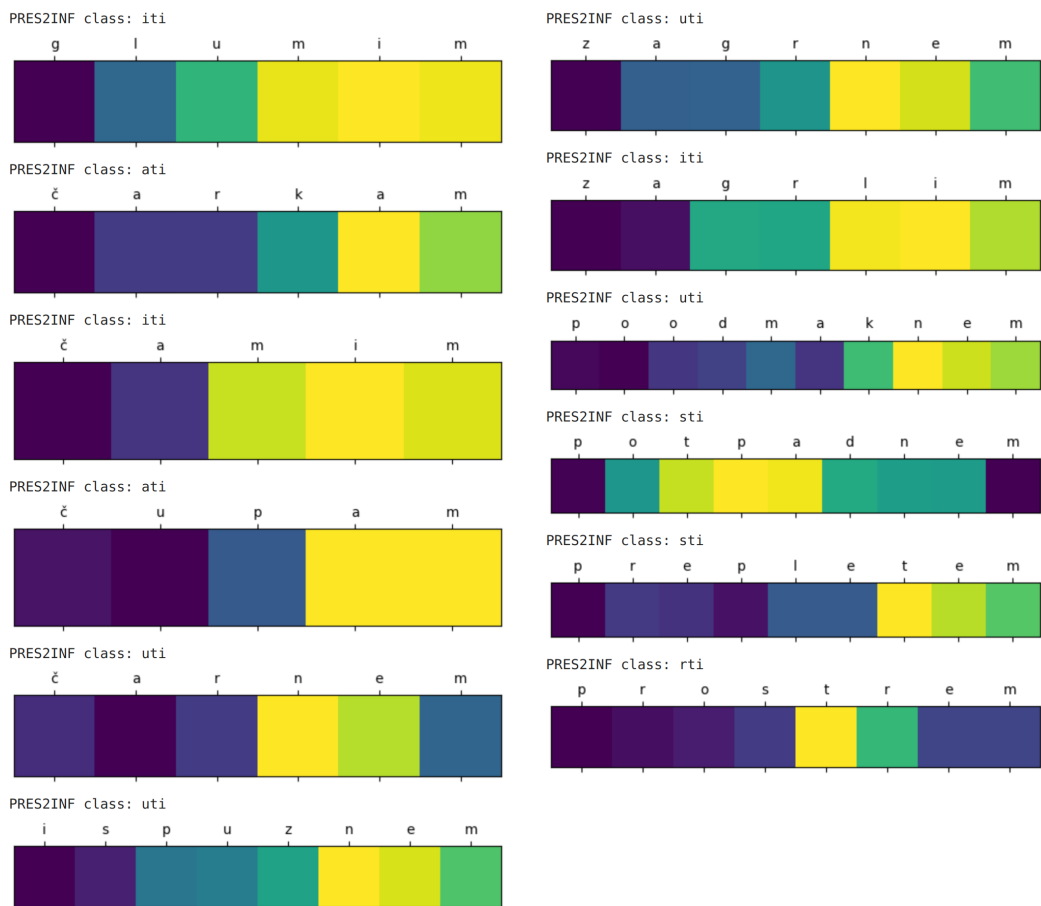 PRES2INF class: iti
g l u m i m
PRES2INF class: ati
č a r k a m
PRES2INF class: iti
č a m i m
PRES2INF class: ati
č u p a m
PRES2INF class: uti
č a r n e m
PRES2INF class: uti
i s p u z n e m
PRES2INF class: uti
z a g r n e m
PRES2INF class: iti
z a g r l i m
PRES2INF class: uti
p o o d m a k n e m
PRES2INF class: sti
p o t p a d n e m
PRES2INF class: sti
p r e p l e t e m
PRES2INF class: rti
p r o s t r e m